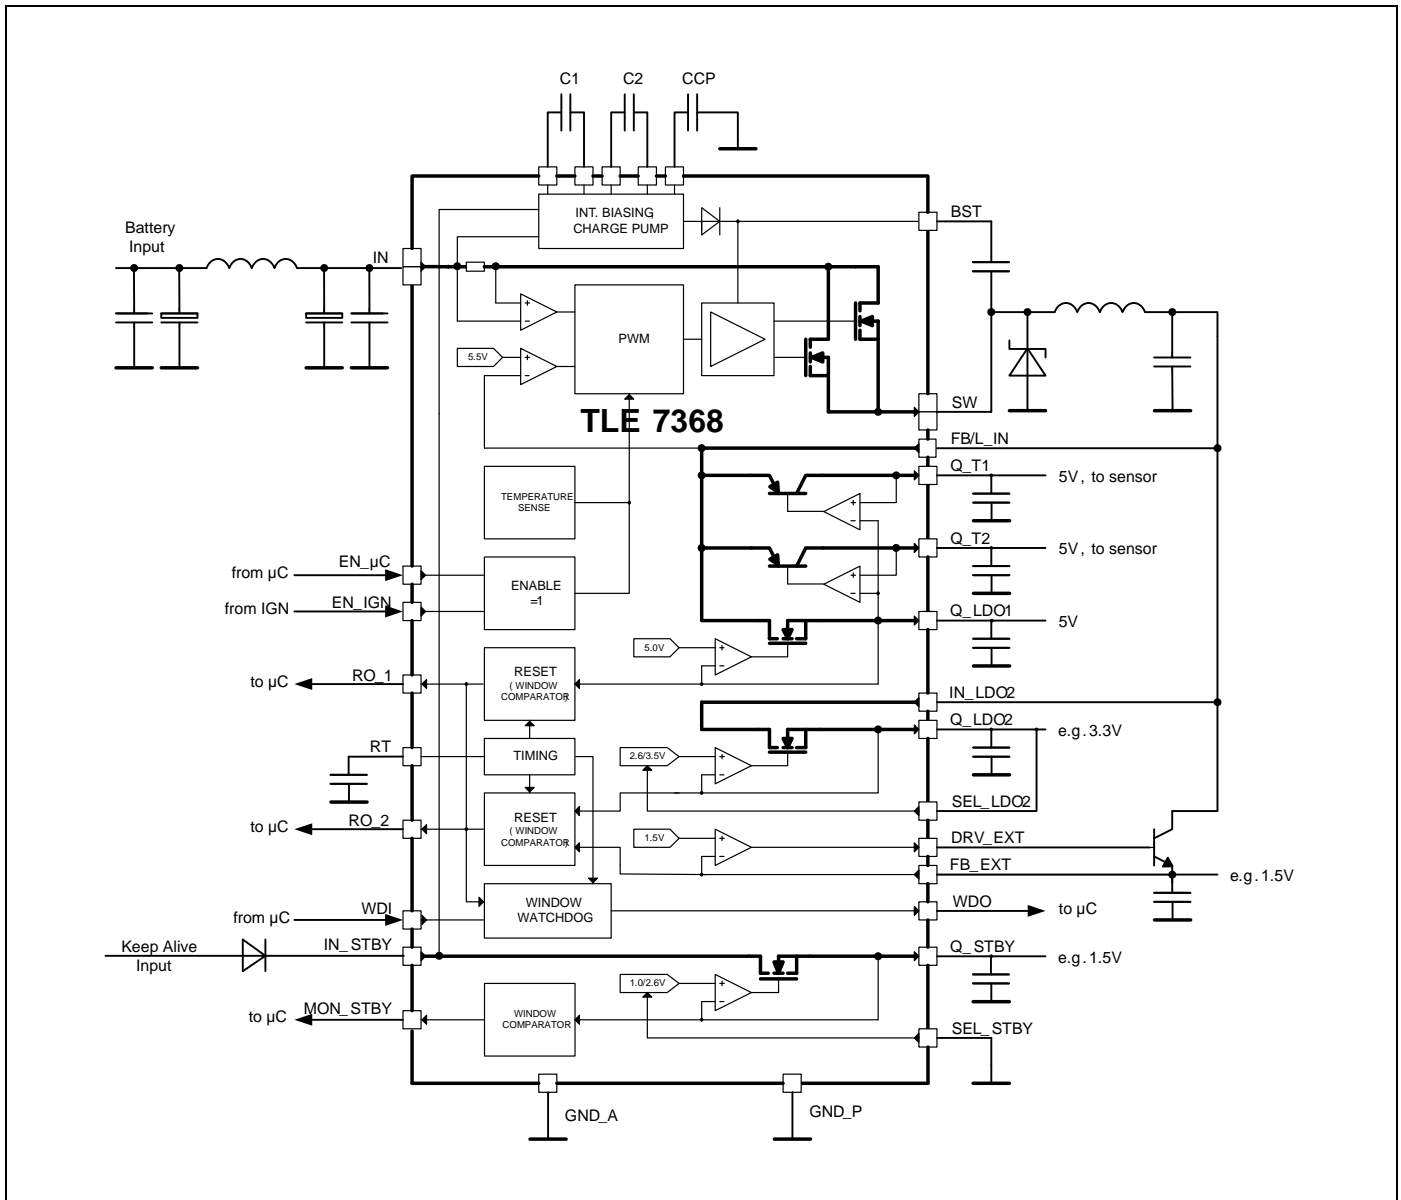 C1
C2
CCP
INT. BIASING
CHARGE PUMP
BST
Battery
Input
IN
PWM
5.5V
TLE 7368
SW
FB/L_IN
Q_T1
5V, to sensor
TEMPERATURE
SENSE
Q_T2
5V, to sensor
from µC
EN_µC
ENABLE
=1
from IGN
EN_IGN
Q_LDO1
5V
5.0V
RESET
( WINDOW
COMPARATOR)
to µC
RO_1
IN_LDO2
Q_LDO2
e.g.3.3V
RT
TIMING
2.6/3.5V
SEL_LDO2
RESET
( WINDOW
COMPARATOR)
to µC
RO_2
1.5V
DRV_EXT
FB_EXT
e.g.1.5V
WINDOW
WATCHDOG
from µC
WDI
WDO
to µC
Keep Alive
Input
IN_STBY
Q_STBY
e.g.1.5V
1.0/2.6V
to µC
MON_STBY
WINDOW
COMPARATOR
SEL_STBY
GND_A
GND_P